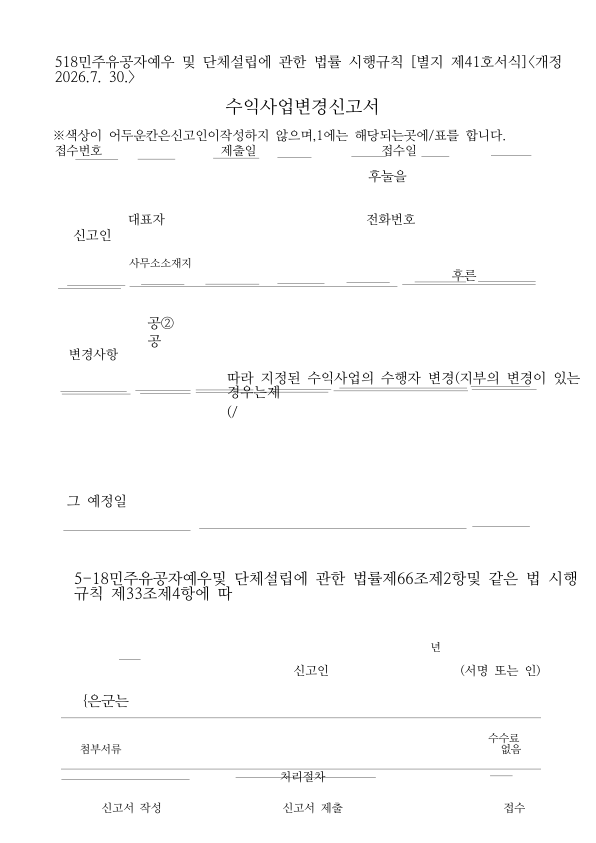 518민주유공자예우 및 단체설립에 관한 법률 시행규칙 [별지 제41호서식]<개정
2026.7. 30.>
수익사업변경신고서
※색상이 어두운칸은신고인이작성하지 않으며,1에는 해당되는곳에/표를 합니다.
접수번호 제출일 접수일
후눌을
대표자 전화번호
신고인
사무소소재지
후른
공②
공
변경사항
따라 지정된 수익사업의 수행자 변경(지부의 변경이 있는
경우는제
(/
그 예정일
5-18민주유공자예우및 단체설립에 관한 법률제66조제2항및 같은 법 시행
규칙 제33조제4항에 따
년
신고인 (서명 또는 인)
{은군는
수수료
첨부서류 없음
처리절차
신고서 작성 신고서 제출 접수